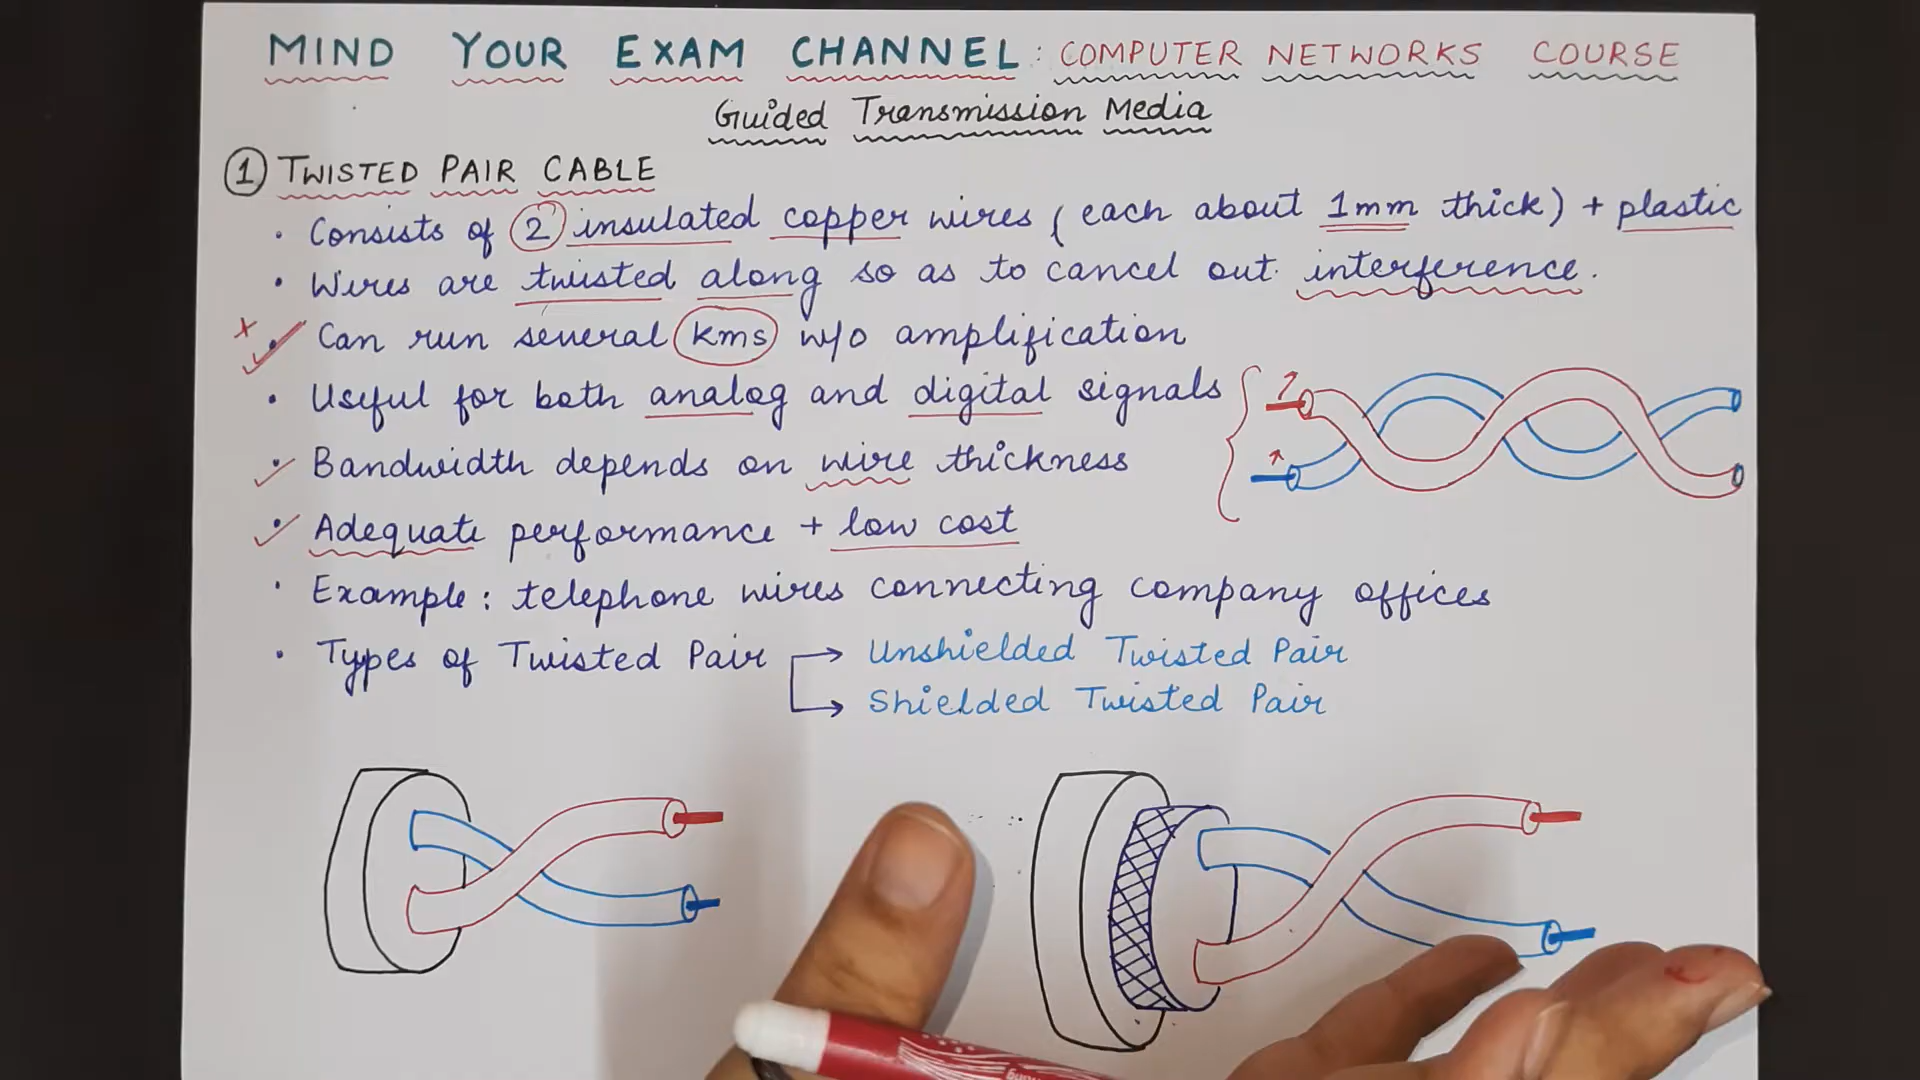 MIND YOUR EXAM CHANNEL : COMPUTER NETWORKS COURSE
Guided Transmission Media
1 TWISTED PAIR CABLE
• Consists of 2 insulated copper wires (each about 1mm thick) + plastic
• Wires are twisted along so as to cancel out interference.
• Can run several kms w/o amplification
• Useful for both analog and digital signals
• Bandwidth depends on wire thickness
• Adequate performance + low cost
• Example: telephone wires connecting company offices
• Types of Twisted Pair → Unshielded Twisted Pair
→ Shielded Twisted Pair